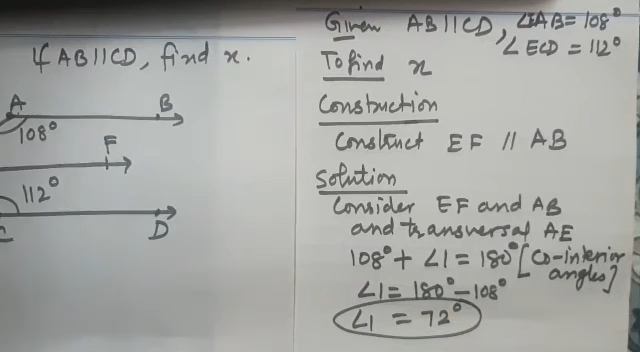 If AB||CD, find x.
A B
108°
F
112°
C D
Given AB||CD, ∠EAB=108°
∠ECD=112°
To find x
Construction
Construct EF // AB
Solution
Consider EF and AB
and transversal AE
108°+ ∠1=180° [Co-interior angles]
∠1= 180°-108°
∠1 = 72°